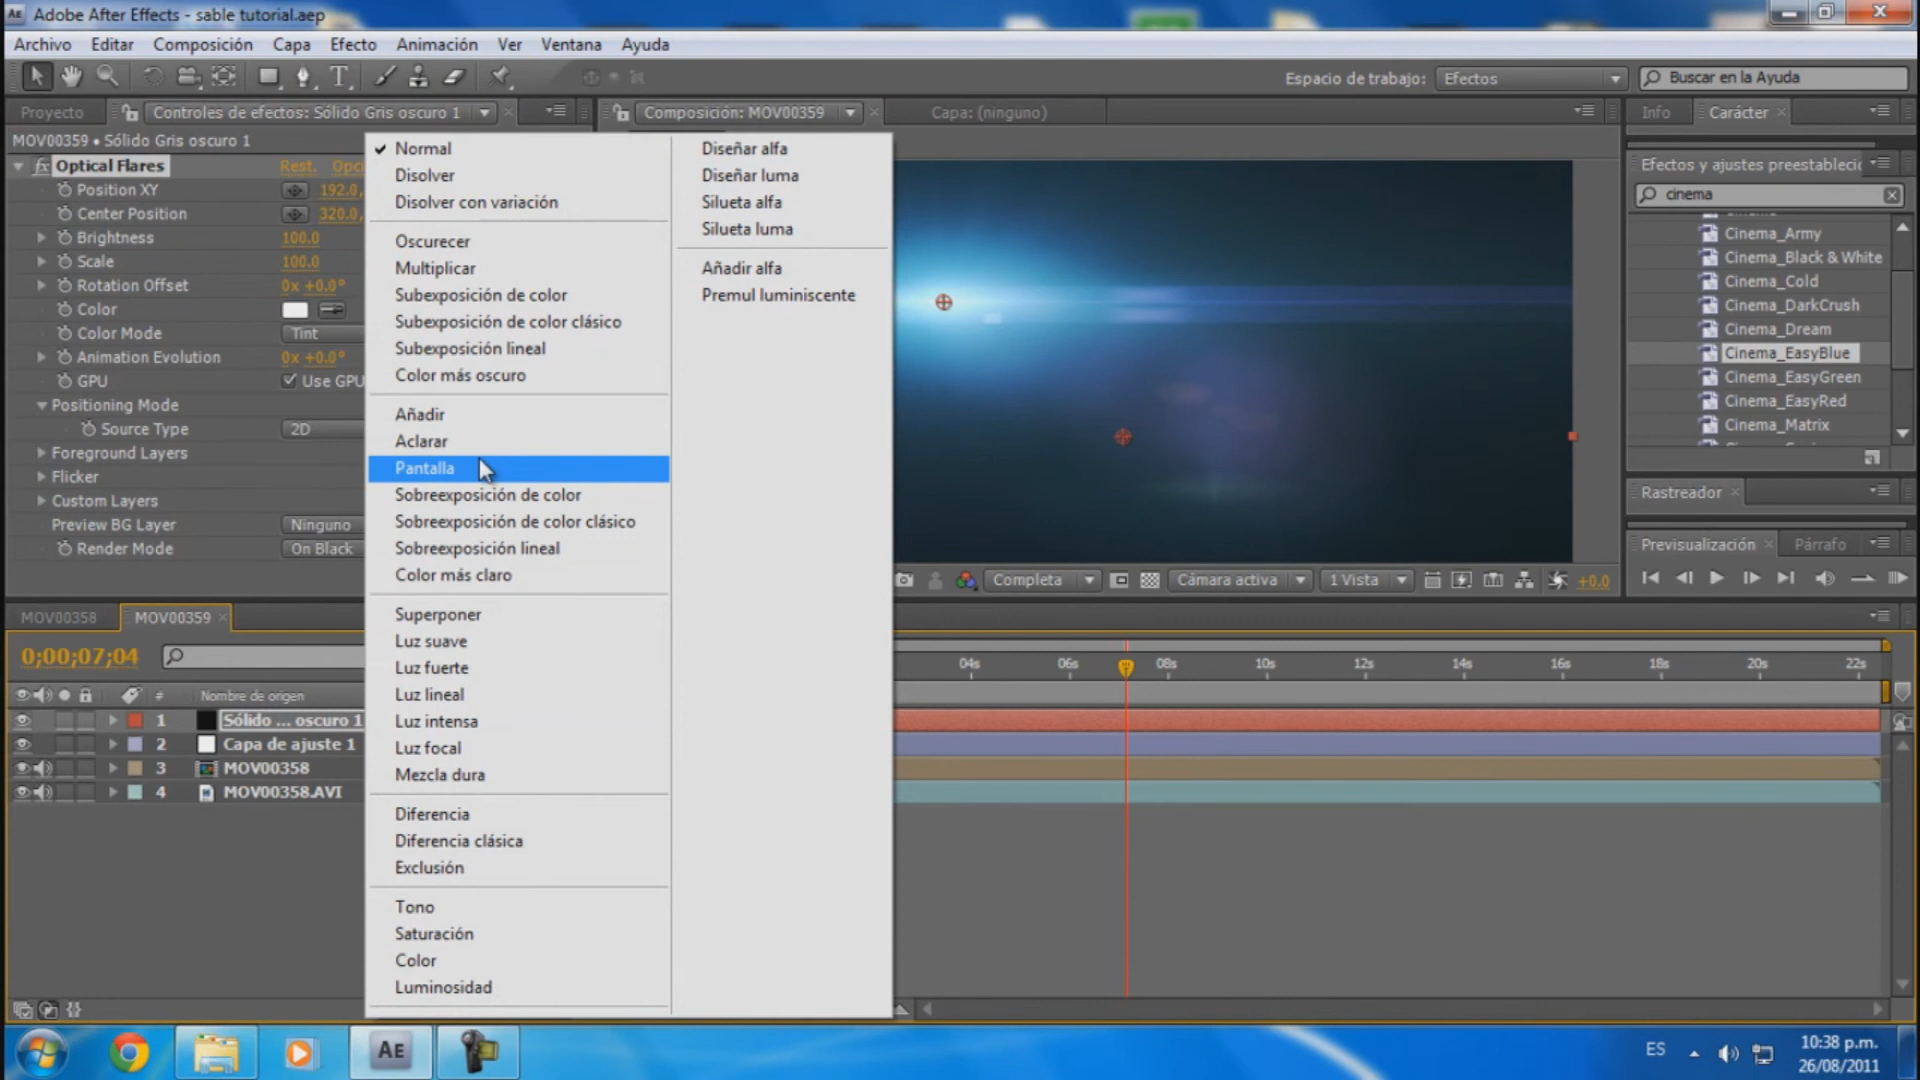 Adobe After Effects - sable tutorial.aep
Archivo Editar Composición Capa Efecto Animación Ver Ventana Ayuda
Espacio de trabajo: Efectos Buscar en la Ayuda
Proyecto Controles de efectos: Sólido Gris oscuro 1 Composición: MOV00359 Capa: (ninguno) Info Carácter
MOV00359 • Sólido Gris oscuro 1
fx Optical Flares Rest.
Position XY 192.0,
Center Position 320.0,
Brightness 100.0
Scale 100.0
Rotation Offset 0x +0.0°
Color
Color Mode Tint
Animation Evolution 0x +0.0°
GPU Use GPU
Positioning Mode
Source Type 2D
Foreground Layers
Flicker
Custom Layers
Preview BG Layer Ninguno
Render Mode On Black
Normal
Disolver
Disolver con variación
Oscurecer
Multiplicar
Subexposición de color
Subexposición de color clásico
Subexposición lineal
Color más oscuro
Añadir
Aclarar
Pantalla
Sobreexposición de color
Sobreexposición de color clásico
Sobreexposición lineal
Color más claro
Superponer
Luz suave
Luz fuerte
Luz lineal
Luz intensa
Luz focal
Mezcla dura
Diferencia
Diferencia clásica
Exclusión
Tono
Saturación
Color
Luminosidad
Diseñar alfa
Diseñar luma
Silueta alfa
Silueta luma
Añadir alfa
Premul luminiscente
Efectos y ajustes preestablecic
cinema
Cinema_Army
Cinema_Black & White
Cinema_Cold
Cinema_DarkCrush
Cinema_Dream
Cinema_EasyBlue
Cinema_EasyGreen
Cinema_EasyRed
Cinema_Matrix
Rastreador
Previsualización Párrafo
Completa Cámara activa 1 Vista +0.0
MOV00358 MOV00359
0;00;07;04
04s 06s 08s 10s 12s 14s 16s 18s 20s 22s
# Nombre de origen
1 Sólido ... oscuro 1
2 Capa de ajuste 1
3 MOV00358
4 MOV00358.AVI
AE
ES
10:38 p.m.
26/08/2011